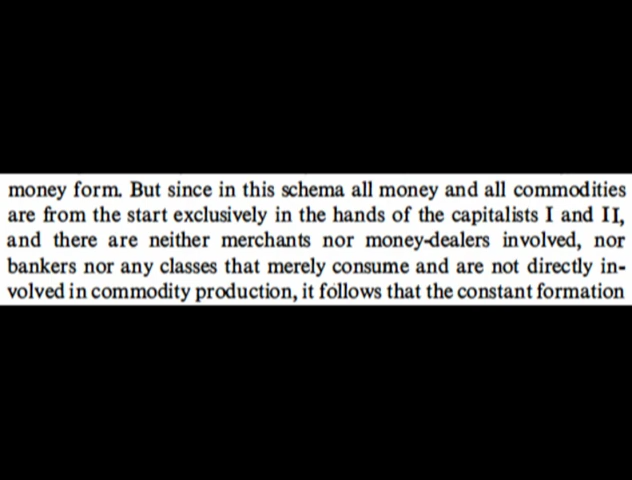 money form. But since in this schema all money and all commodities
are from the start exclusively in the hands of the capitalists I and II,
and there are neither merchants nor money-dealers involved, nor
bankers nor any classes that merely consume and are not directly in-
volved in commodity production, it follows that the constant formation